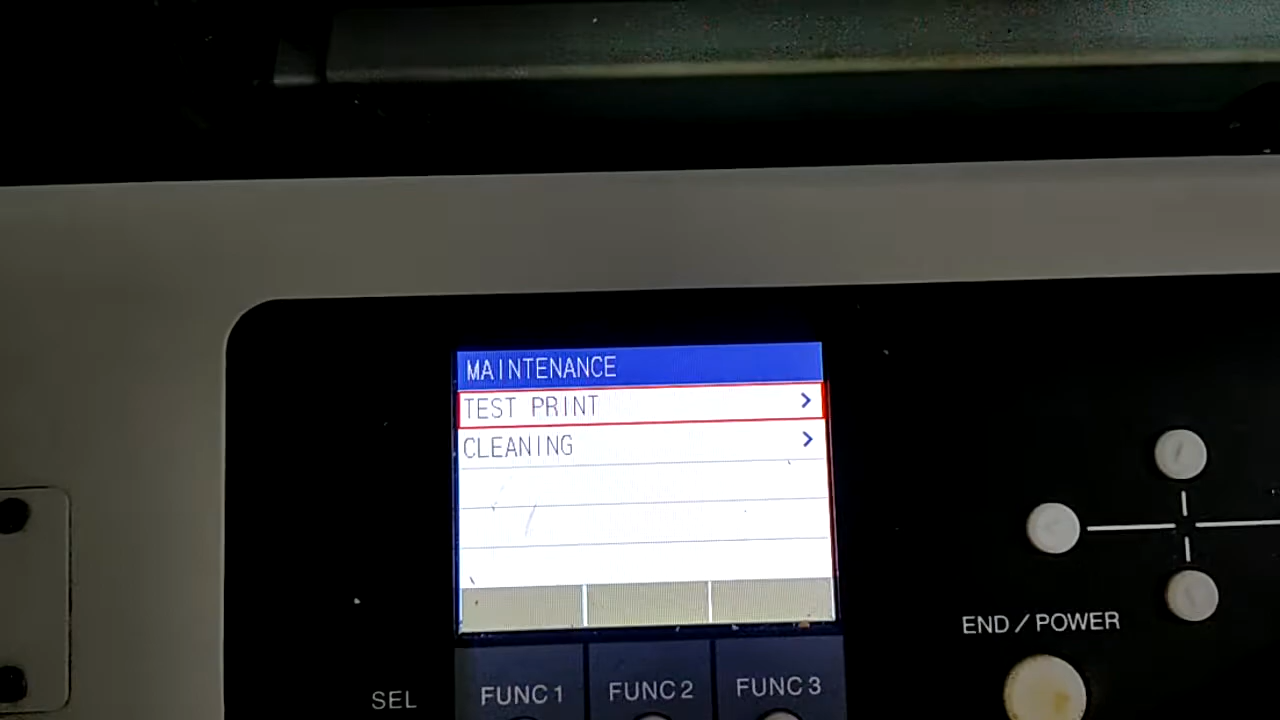 MAINTENANCE
TEST PRINT >
CLEANING >
END / POWER
SEL
FUNC1
FUNC2
FUNC3